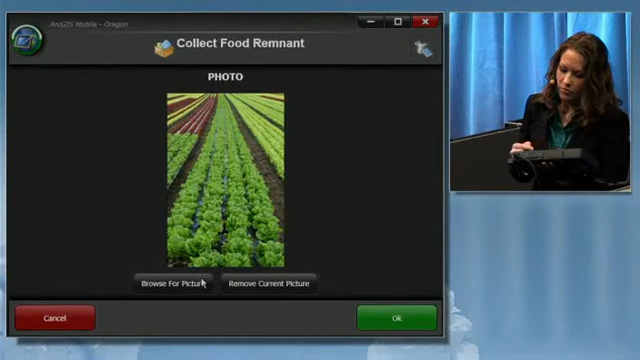 ArcGIS Mobile - Oregon
Collect Food Remnant
PHOTO
Browse For Picture
Remove Current Picture
Cancel
Ok